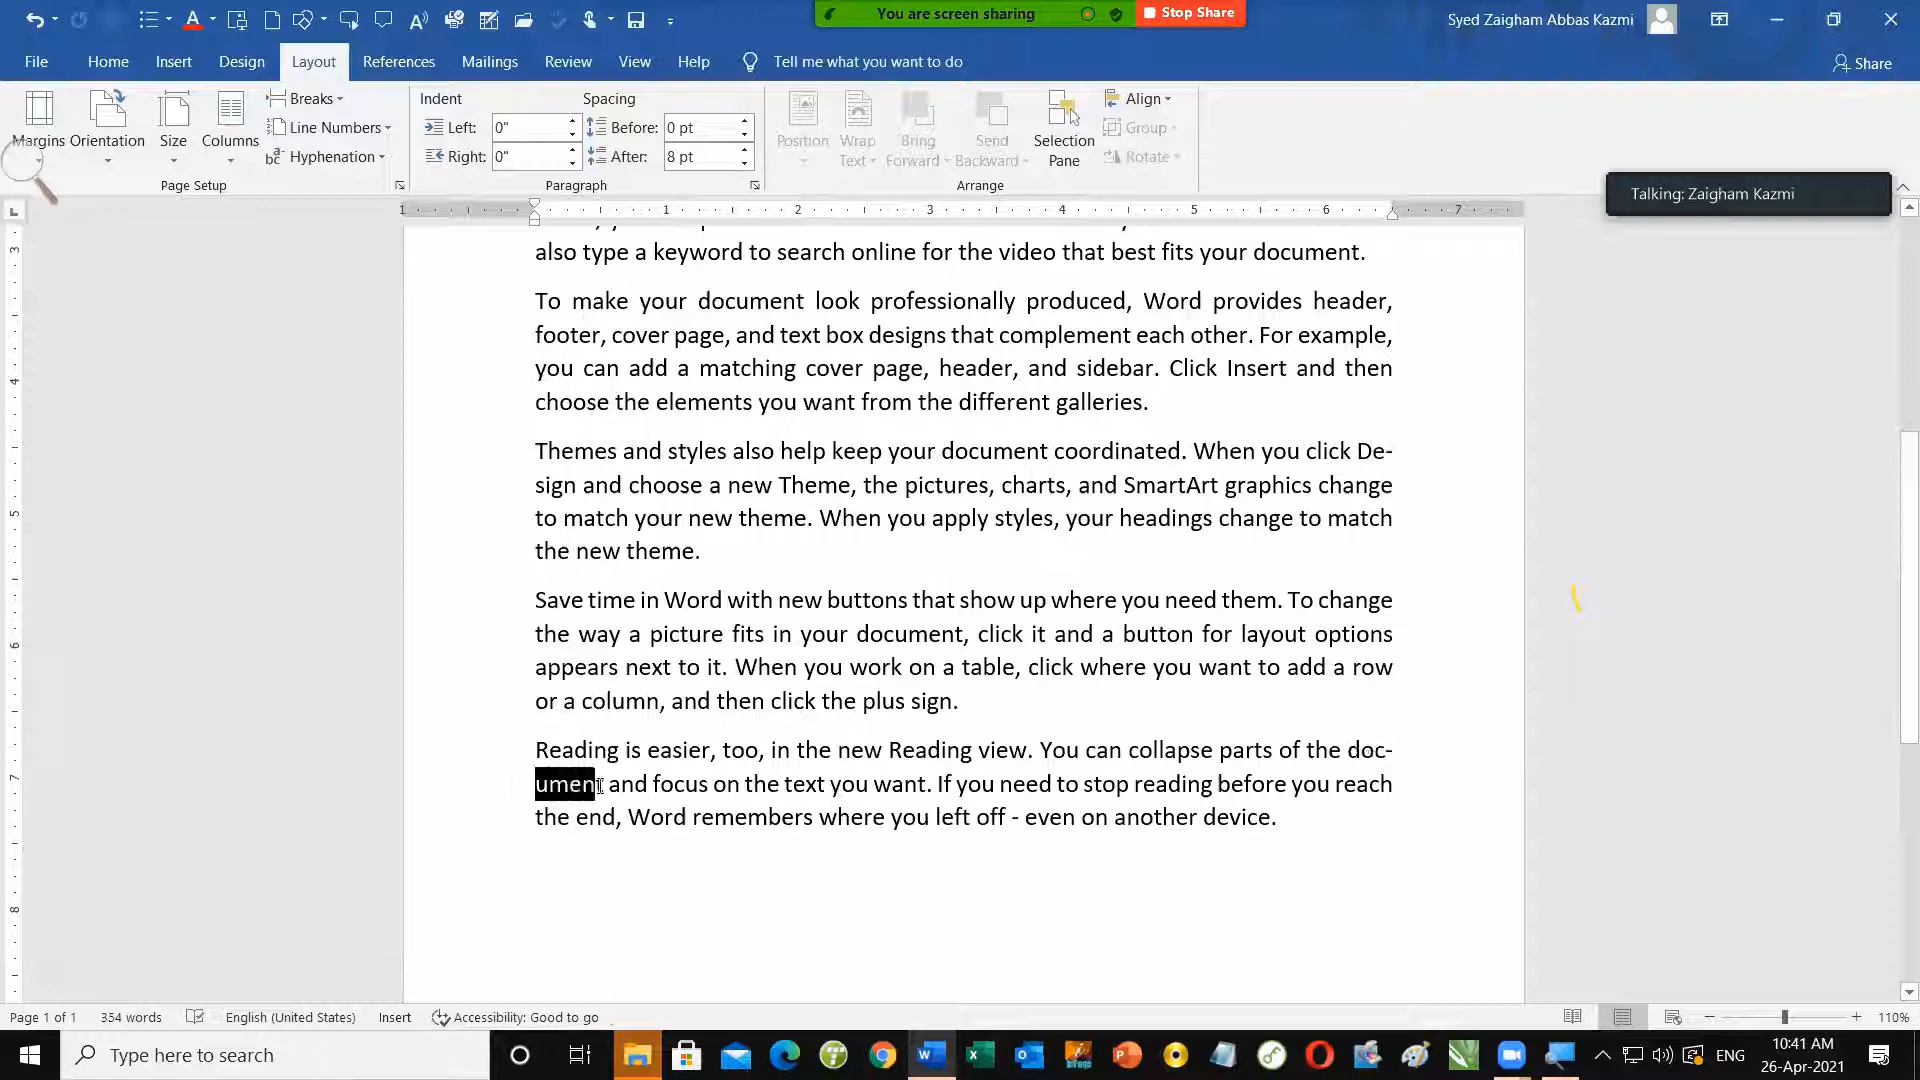 You are screen sharing
Stop Share
Syed Zaigham Abbas Kazmi
File Home Insert Design Layout References Mailings Review View Help Tell me what you want to do
Share
Margins Orientation Size Columns
Breaks
Line Numbers
Hyphenation
Page Setup
Indent Spacing
Left: 0" Before: 0 pt
Right: 0" After: 8 pt
Paragraph
Position Wrap Text Bring Forward Send Backward Selection Pane
Align
Group
Rotate
Arrange
Talking: Zaigham Kazmi
1 1 2 3 4 5 6 7
also type a keyword to search online for the video that best fits your document.
To make your document look professionally produced, Word provides header,
footer, cover page, and text box designs that complement each other. For example,
you can add a matching cover page, header, and sidebar. Click Insert and then
choose the elements you want from the different galleries.
Themes and styles also help keep your document coordinated. When you click De-
sign and choose a new Theme, the pictures, charts, and SmartArt graphics change
to match your new theme. When you apply styles, your headings change to match
the new theme.
Save time in Word with new buttons that show up where you need them. To change
the way a picture fits in your document, click it and a button for layout options
appears next to it. When you work on a table, click where you want to add a row
or a column, and then click the plus sign.
Reading is easier, too, in the new Reading view. You can collapse parts of the doc-
ument and focus on the text you want. If you need to stop reading before you reach
the end, Word remembers where you left off - even on another device.
3
4
5
6
7
8
Page 1 of 1 354 words English (United States) Insert Accessibility: Good to go 110%
Type here to search
ENG
10:41 AM
26-Apr-2021